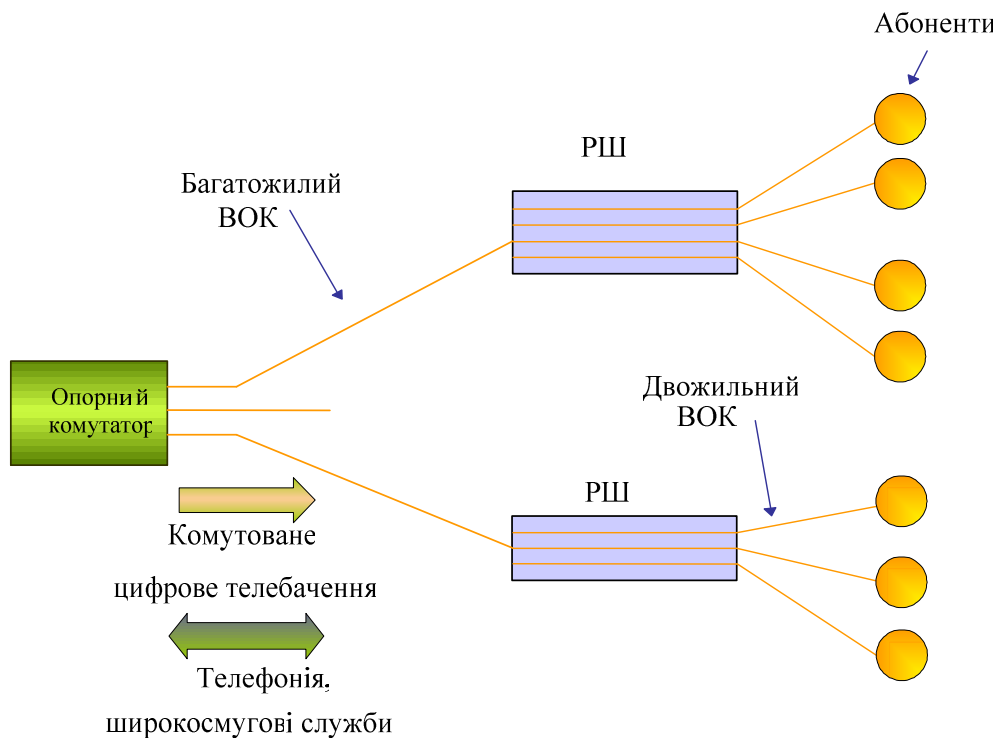 Абоненти
РШ
Багатожилий
ВОК
Опорний
комутатор
Двожильний
ВОК
РШ
Комутоване
цифрове телебачення
Телефонія,
широкосмугові служби